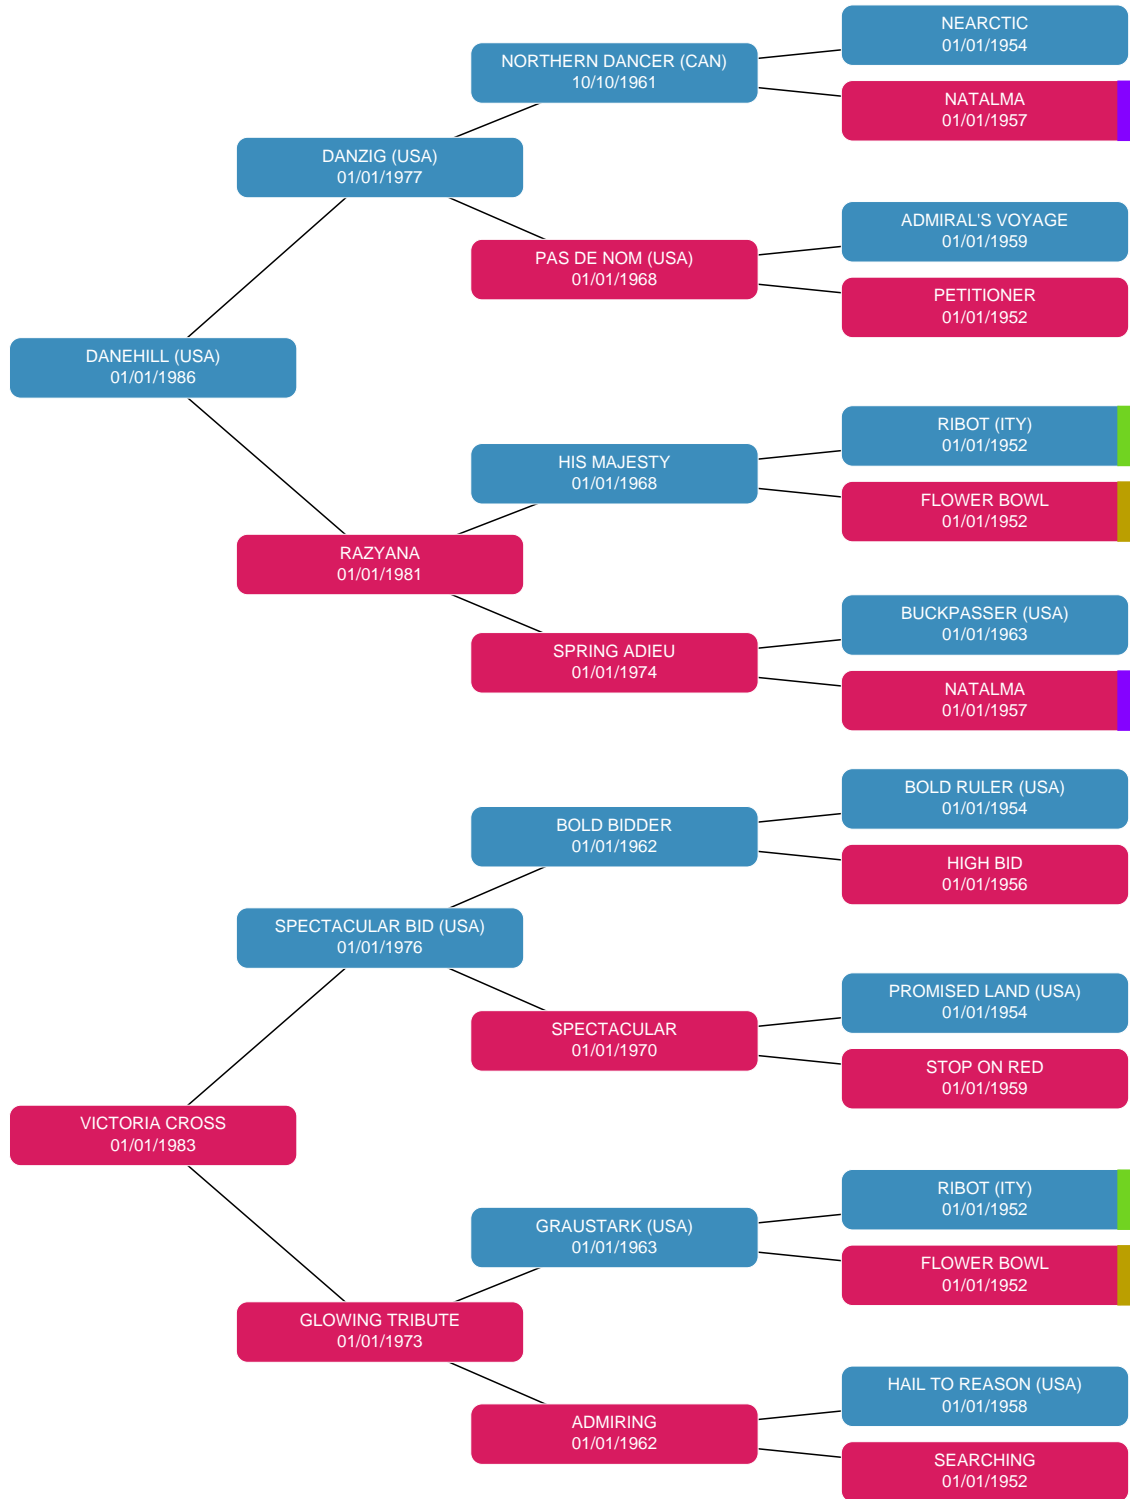 NEARCTIC
01/01/1954
NORTHERN DANCER (CAN)
10/10/1961
NATALMA
01/01/1957
DANZIG (USA)
01/01/1977
ADMIRAL'S VOYAGE
01/01/1959
PAS DE NOM (USA)
01/01/1968
PETITIONER
01/01/1952
DANEHILL (USA)
01/01/1986
RIBOT (ITY)
01/01/1952
HIS MAJESTY
01/01/1968
FLOWER BOWL
01/01/1952
RAZYANA
01/01/1981
BUCKPASSER (USA)
01/01/1963
SPRING ADIEU
01/01/1974
NATALMA
01/01/1957
BOLD RULER (USA)
01/01/1954
BOLD BIDDER
01/01/1962
HIGH BID
01/01/1956
SPECTACULAR BID (USA)
01/01/1976
PROMISED LAND (USA)
01/01/1954
SPECTACULAR
01/01/1970
STOP ON RED
01/01/1959
VICTORIA CROSS
01/01/1983
RIBOT (ITY)
01/01/1952
GRAUSTARK (USA)
01/01/1963
FLOWER BOWL
01/01/1952
GLOWING TRIBUTE
01/01/1973
HAIL TO REASON (USA)
01/01/1958
ADMIRING
01/01/1962
SEARCHING
01/01/1952